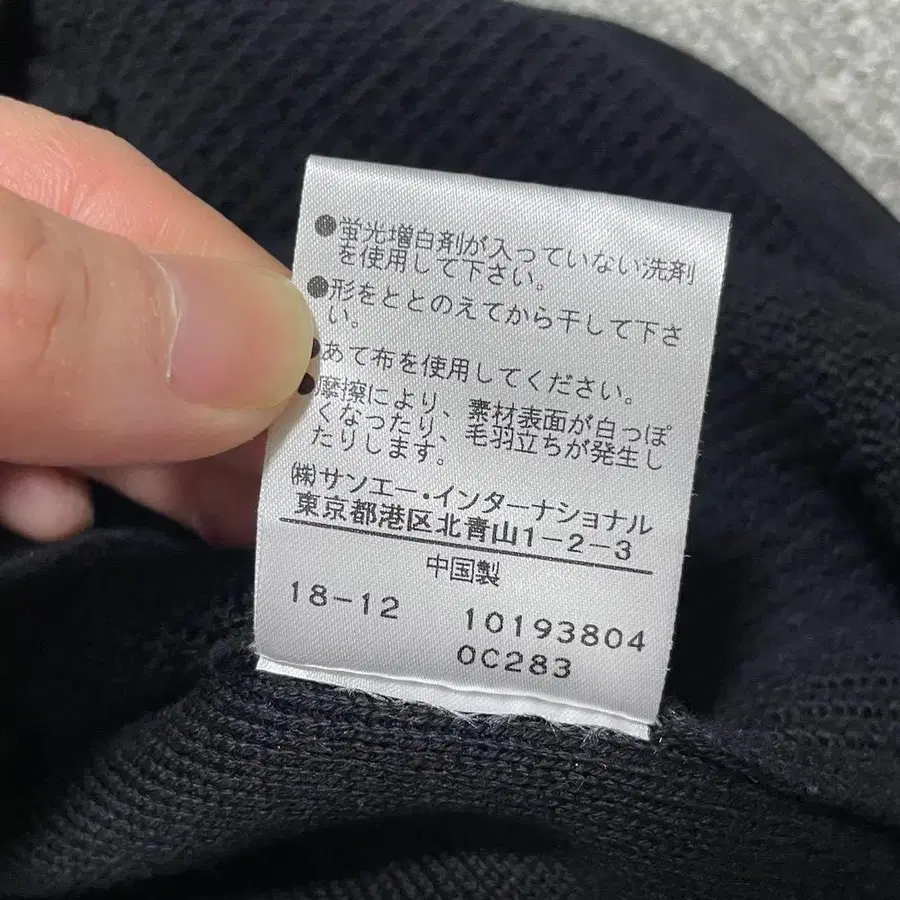 ●蛍光増白剤が入っていない洗剤
を使用して下さい。
●形をととのえてから干して下さ
い。
●あて布を使用してください。
●摩擦により、素材表面が白っぽ
くなったり、毛羽立ちが発生し
たりします。
㈱サンエー・インターナショナル
東京都港区北青山1-2-3
中国製
18-12 10193804
0C283